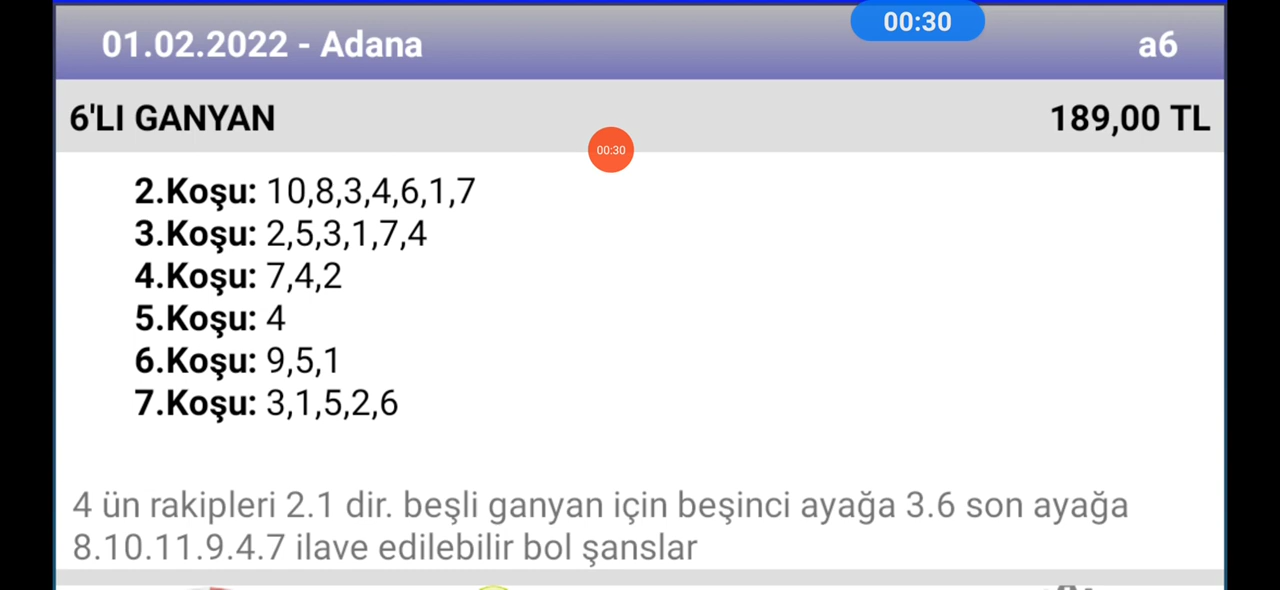 00:30
01.02.2022 - Adana a6
6'LI GANYAN 189,00 TL
00:30
2.Koşu: 10,8,3,4,6,1,7
3.Koşu: 2,5,3,1,7,4
4.Koşu: 7,4,2
5.Koşu: 4
6.Koşu: 9,5,1
7.Koşu: 3,1,5,2,6
4 ün rakipleri 2.1 dir. beşli ganyan için beşinci ayağa 3.6 son ayağa
8.10.11.9.4.7 ilave edilebilir bol şanslar